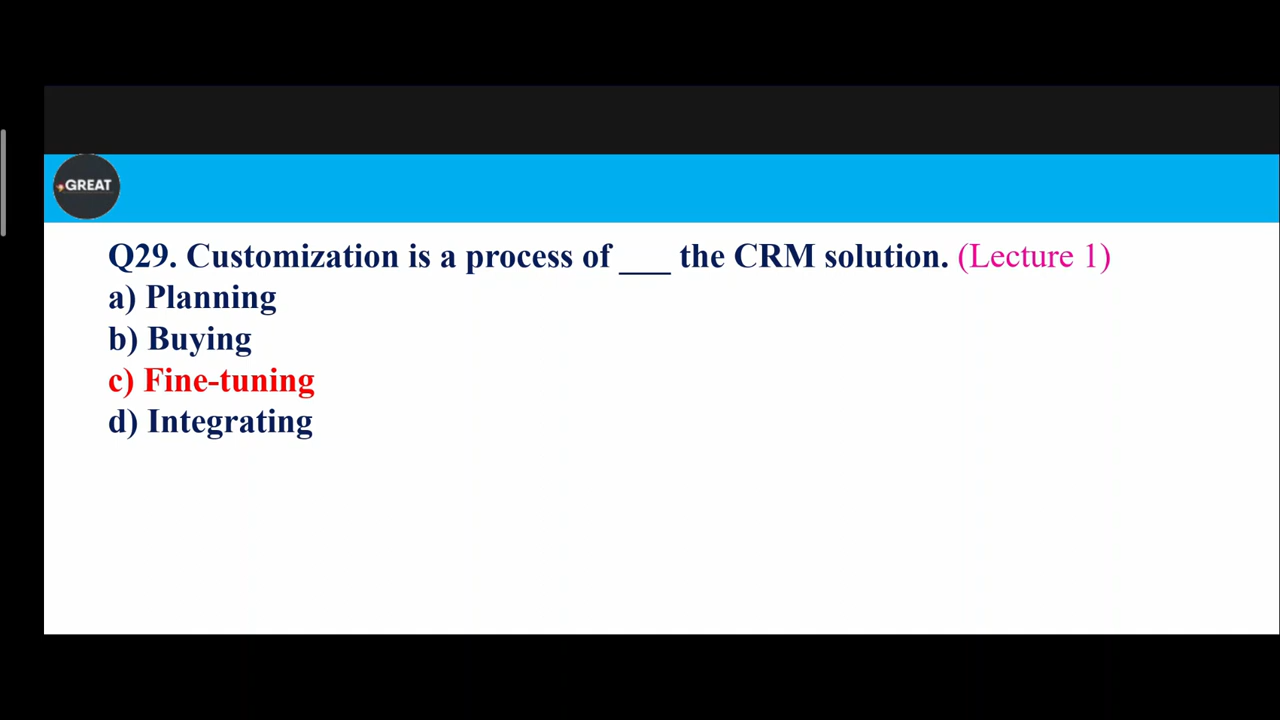 GREAT
Q29. Customization is a process of ___ the CRM solution. (Lecture 1)
a) Planning
b) Buying
c) Fine-tuning
d) Integrating